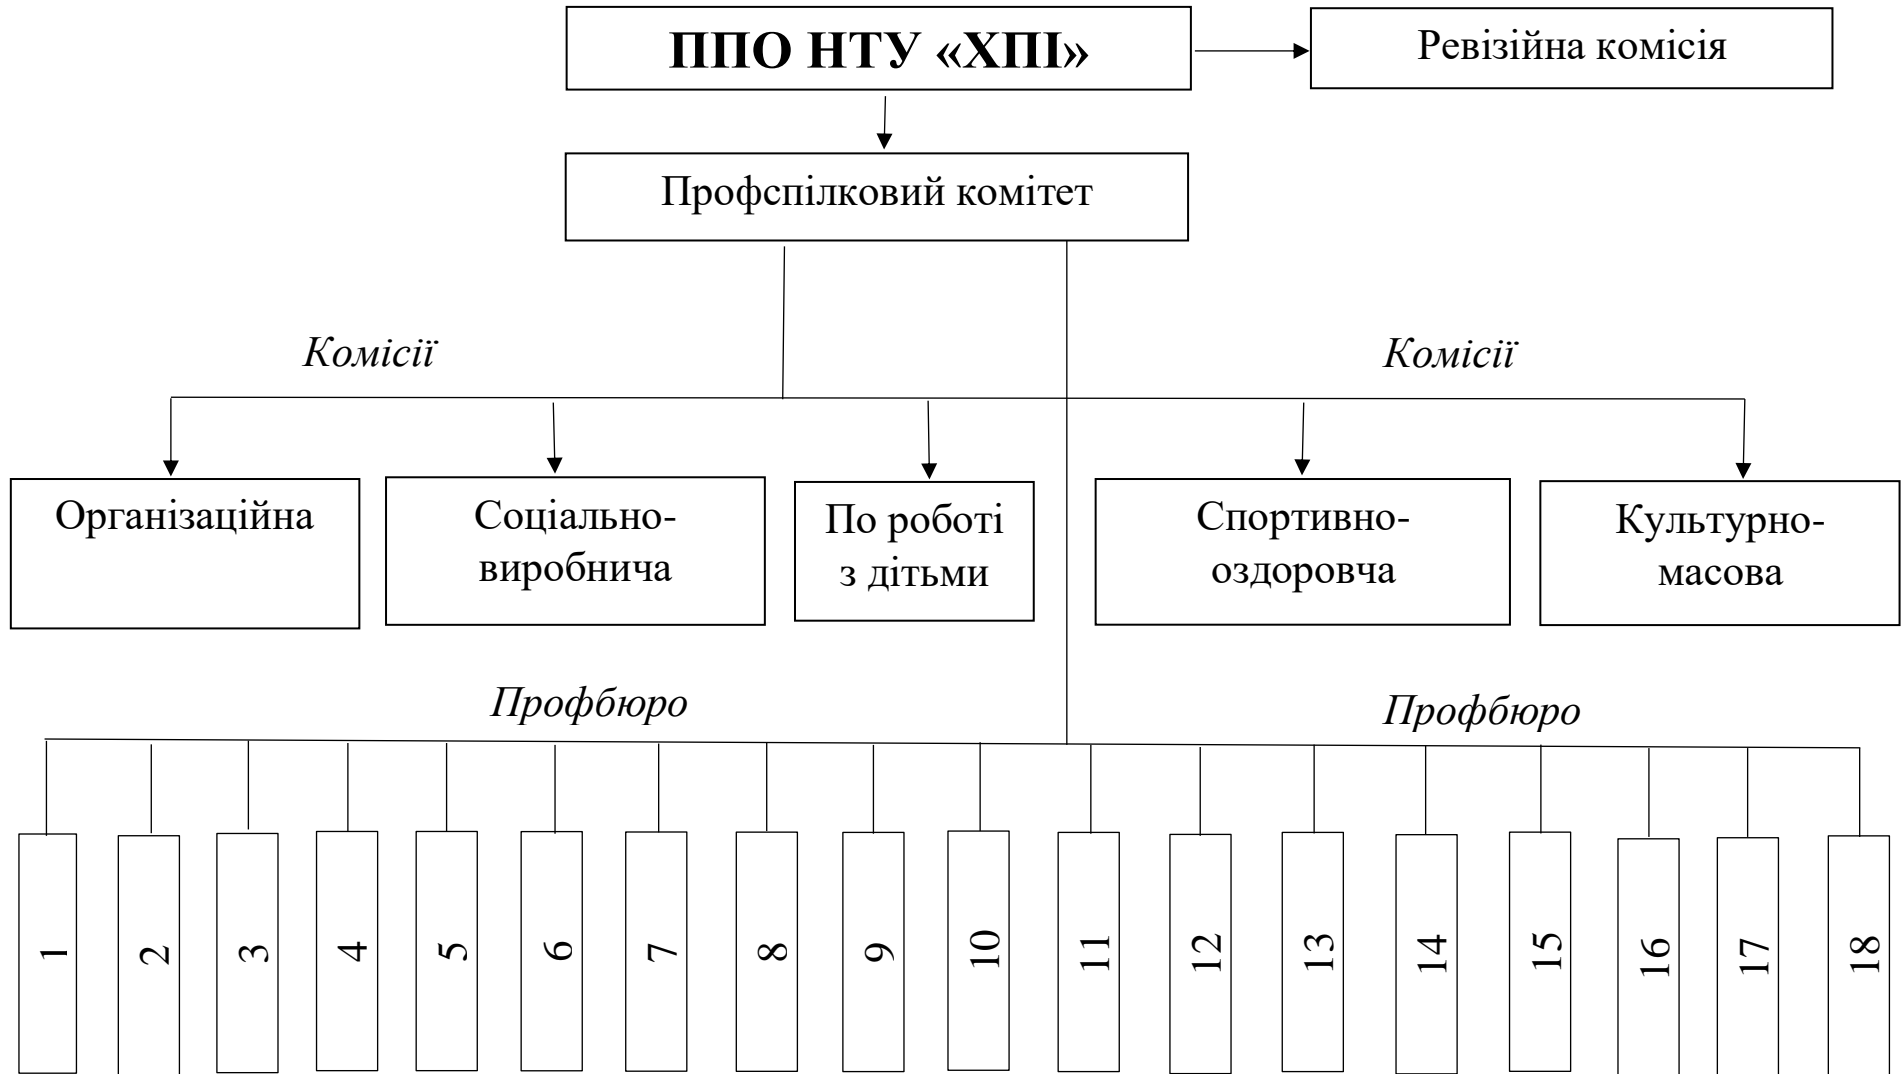 ППО НТУ «ХПІ»
Ревізійна комісія
Профспілковий комітет
Комісії
Комісії
Організаційна
Соціально-
виробнича
По роботі
з дітьми
Спортивно-
оздоровча
Культурно-
масова
Профбюро
Профбюро
1
2
3
4
5
6
7
8
9
10
11
12
13
14
15
16
17
18